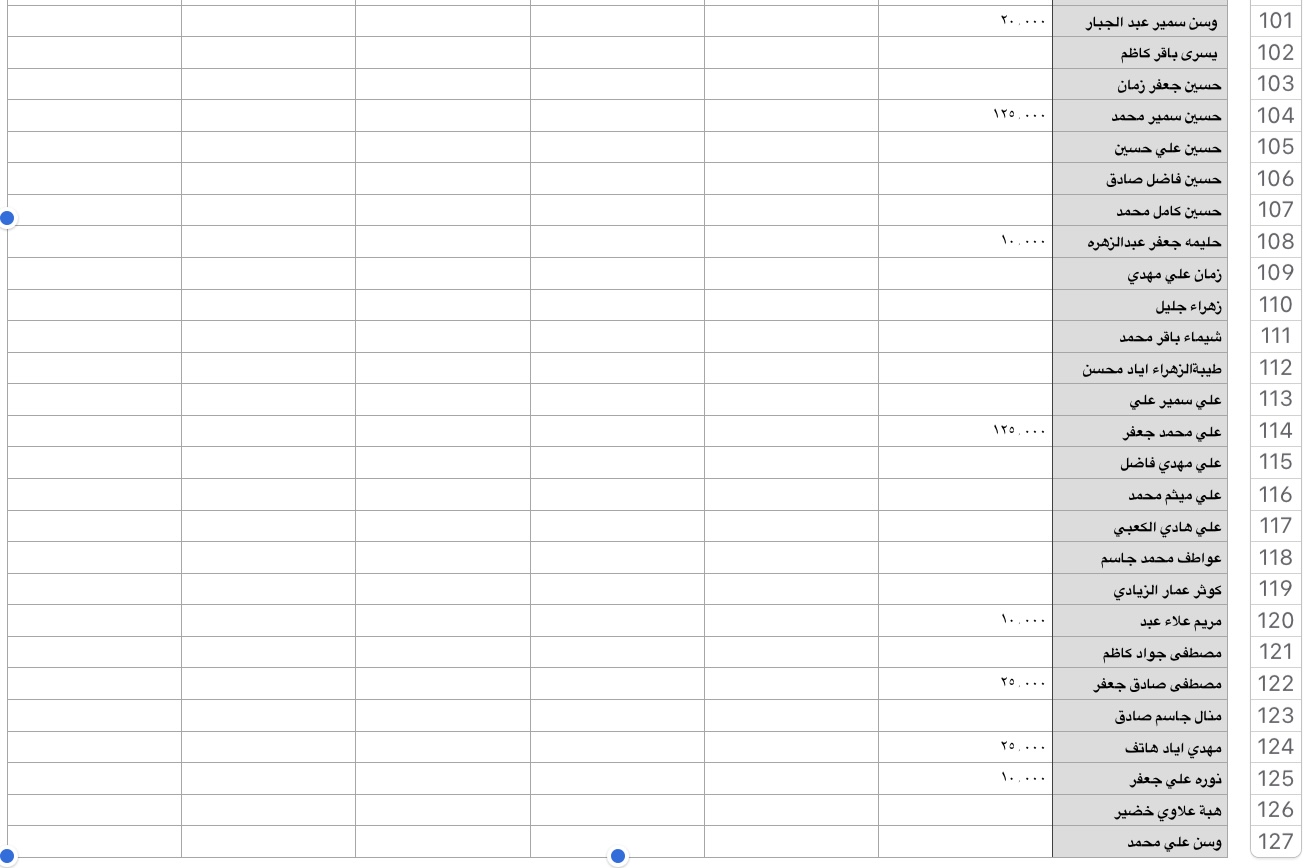 101 وسن سمير عبد الجبار ٢٠.٠٠٠
102 يسرى باقر كاظم
103 حسين جعفر زمان
104 حسين سمير محمد ١٢٥.٠٠٠
105 حسين علي حسين
106 حسين فاضل صادق
107 حسين كامل محمد
108 حليمه جعفر عبدالزهره ١٠.٠٠٠
109 زمان علي مهدي
110 زهراء جليل
111 شيماء باقر محمد
112 طيبةالزهراء اياد محسن
113 علي سمير علي
114 علي محمد جعفر ١٢٥.٠٠٠
115 علي مهدي فاضل
116 علي ميثم محمد
117 علي هادي الكعبي
118 عواطف محمد جاسم
119 كوثر عمار الزيادي
120 مريم علاء عبد ١٠.٠٠٠
121 مصطفى جواد كاظم
122 مصطفى صادق جعفر ٢٥.٠٠٠
123 منال جاسم صادق
124 مهدي اياد هاتف ٢٥.٠٠٠
125 نوره علي جعفر ١٠.٠٠٠
126 هبة علاوي خضير
127 وسن علي محمد